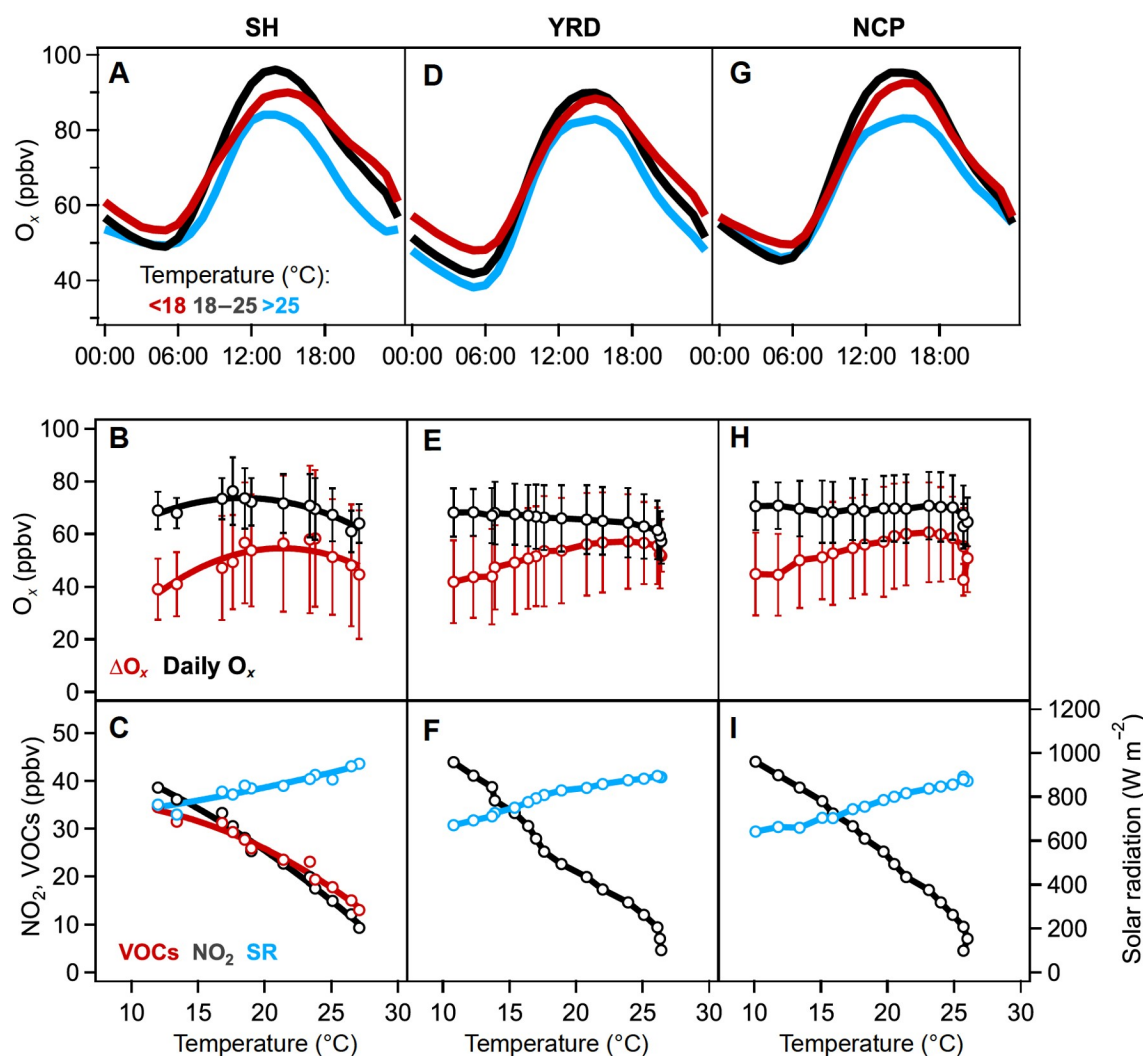 SH YRD NCP
A D G
100
80
60
40
Oₓ (ppbv)
Temperature (°C):
<18 18–25 >25
00:00 06:00 12:00 18:00 00:00 06:00 12:00 18:00 00:00 06:00 12:00 18:00
B E H
100
80
60
40
20
0
Oₓ (ppbv)
ΔOₓ Daily Oₓ
C F I
50
40
30
20
10
0
NO₂, VOCs (ppbv)
VOCs NO₂ SR
1200
1000
800
600
400
200
0
Solar radiation (W m⁻²)
10 15 20 25 30 10 15 20 25 30 10 15 20 25 30
Temperature (°C) Temperature (°C) Temperature (°C)